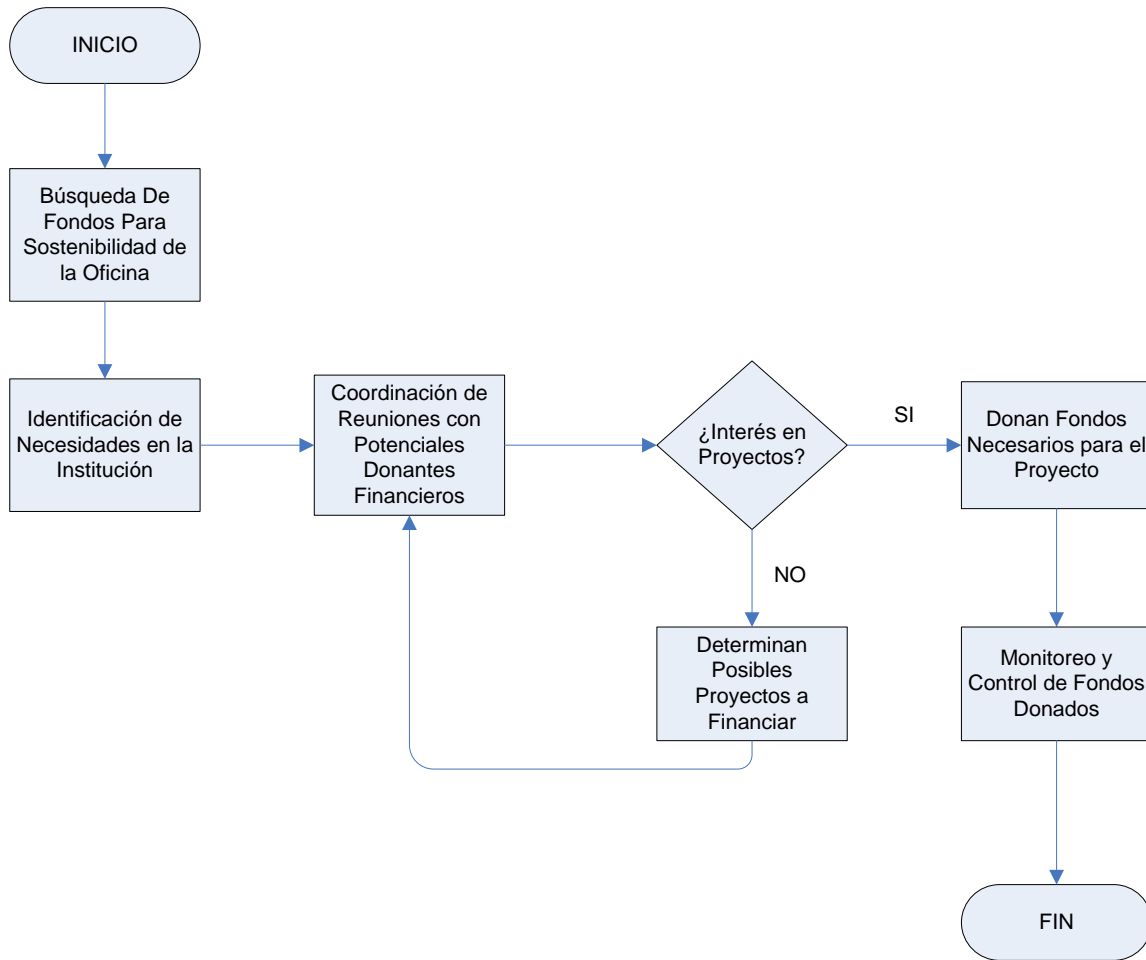 INICIO
Búsqueda De
Fondos Para
Sostenibilidad de
la Oficina
Identificación de
Necesidades en la
Institución
Coordinación de
Reuniones con
Potenciales
Donantes
Financieros
¿Interés en
Proyectos?
SI
Donan Fondos
Necesarios para el
Proyecto
NO
Determinan
Posibles
Proyectos a
Financiar
Monitoreo y
Control de Fondos
Donados
FIN